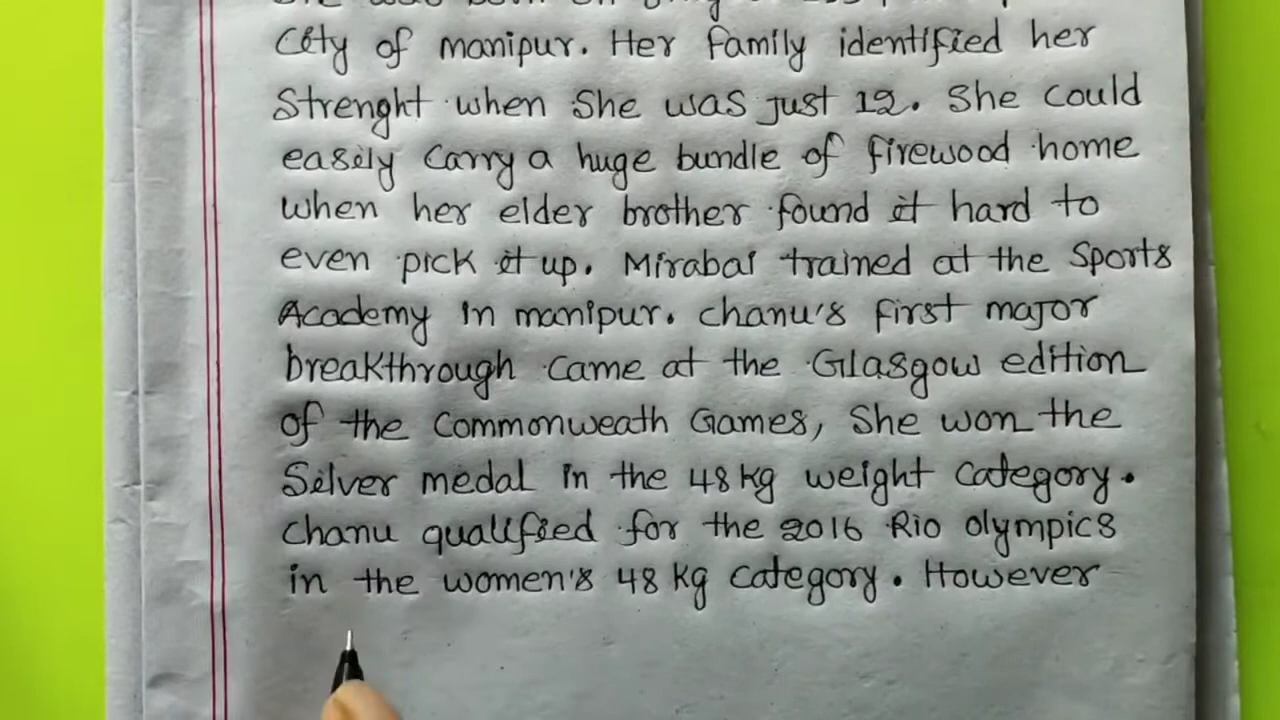 She was born on
City of manipur. Her family identified her
Strenght when She was just 12. She could
easily carry a huge bundle of firewood home
when her elder brother found it hard to
even pick it up. Mirabai trained at the Sports
Academy in manipur. Chanu's first major
breakthrough came at the Glasgow edition
of the Commonweath Games, She won the
Silver medal in the 48 kg weight category.
Chanu qualified for the 2016 Rio Olympics
in the women's 48 kg category. However